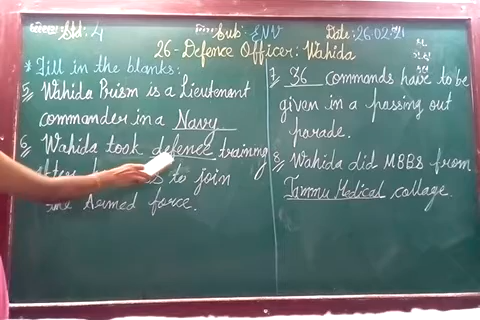 Std: 4
Sub: ENV
Date: 26.02.21
26-Defence Officer: Wahida
* Fill in the blanks:
5 Wahida Prism is a Lieutenant
commander in a Navy
6 Wahida took defence training
after to join
the Armed force.
7 36 commands have to be
given in a passing out
parade.
8 Wahida did MBBS from
Jammu Medical collage.